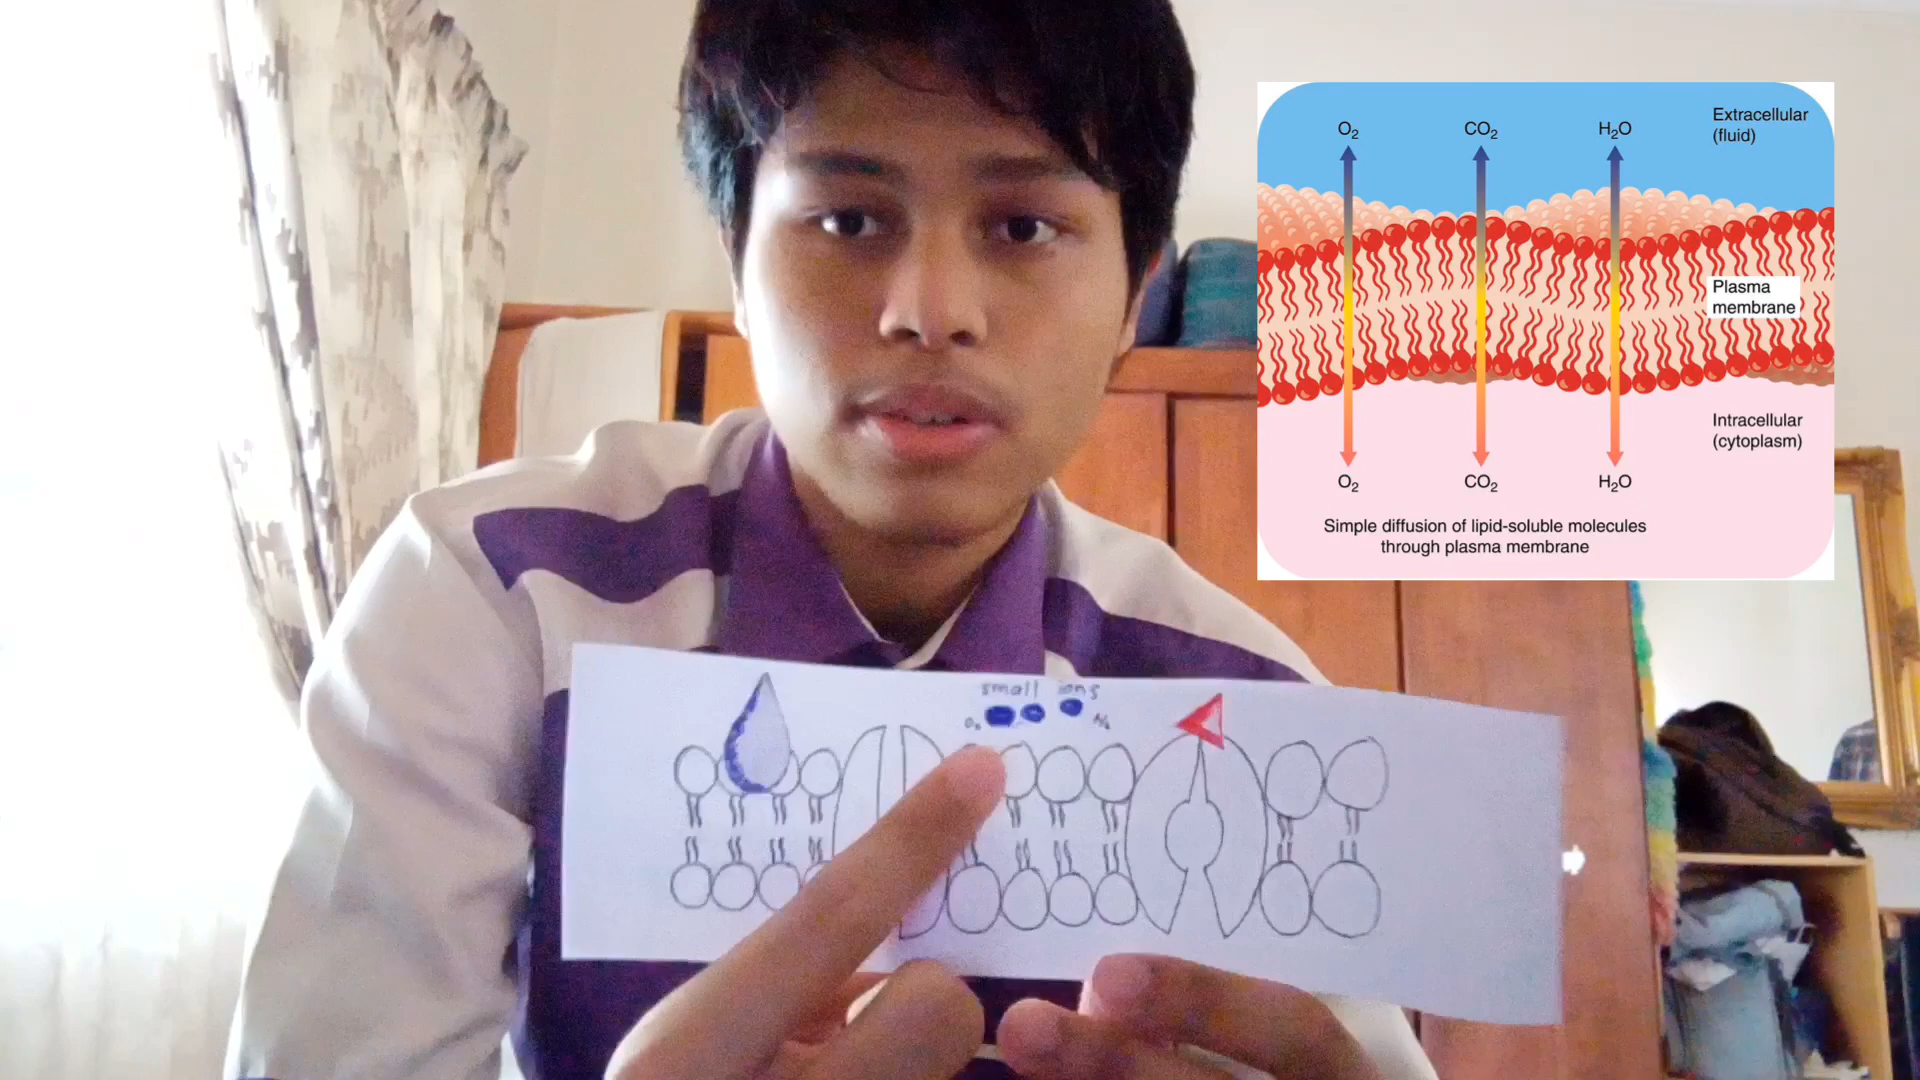 O2 CO2 H2O
Extracellular
(fluid)
Plasma
membrane
Intracellular
(cytoplasm)
O2 CO2 H2O
Simple diffusion of lipid-soluble molecules
through plasma membrane
small ions